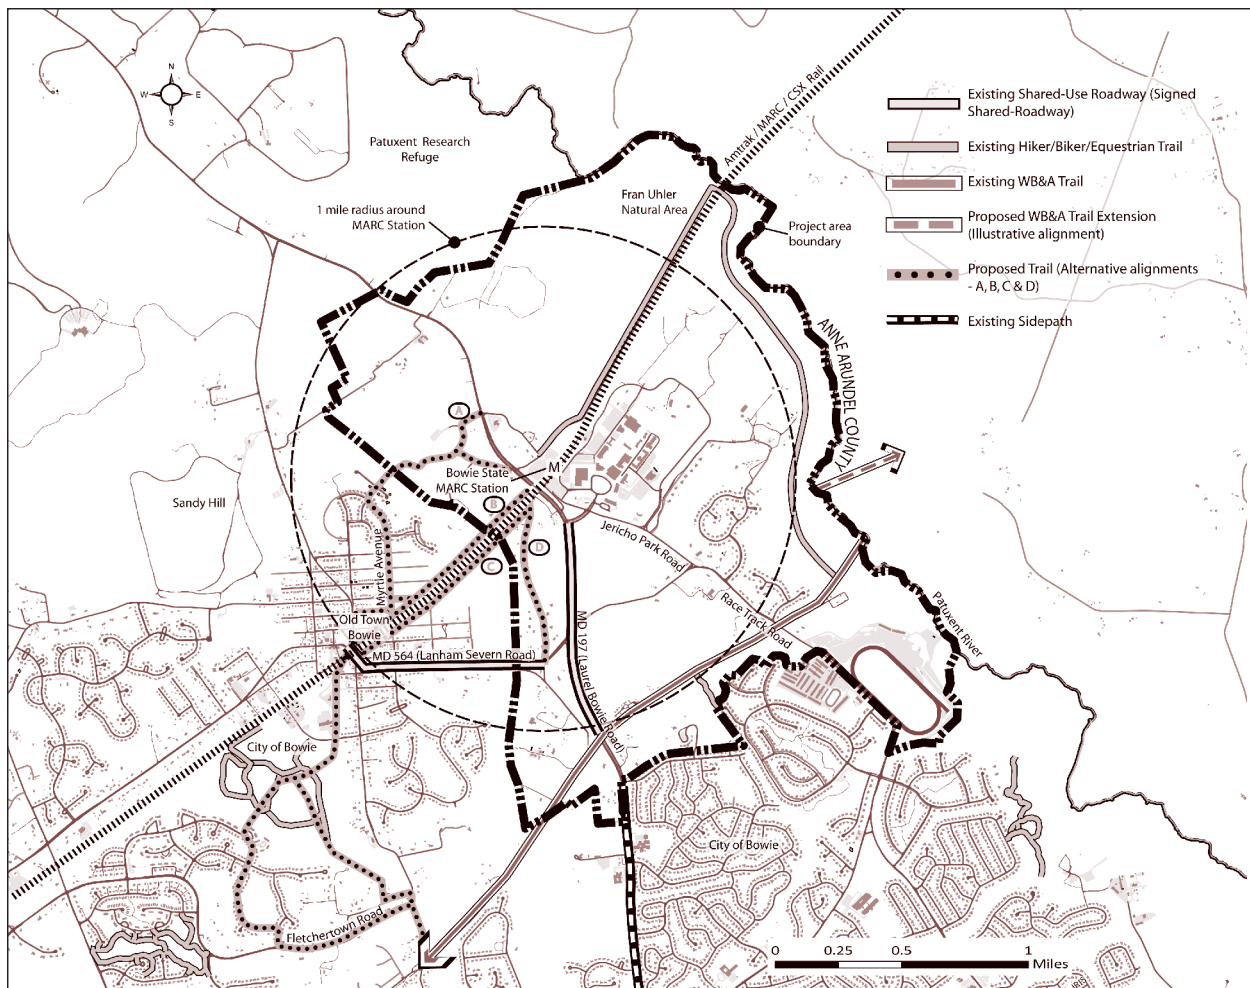 N
W
E
S
Patuxent Research
Refuge
Amtrak / MARC / CSX Rail
Existing Shared-Use Roadway (Signed
Shared-Roadway)
Existing Hiker/Biker/Equestrian Trail
Existing WB&A Trail
Proposed WB&A Trail Extension
(Illustrative alignment)
Proposed Trail (Alternative alignments
- A, B, C & D)
Existing Sidepath
Fran Uhler
Natural Area
1 mile radius around
MARC Station
Project area
boundary
ANNE ARUNDEL COUNTY
A
Bowie State
MARC Station
M
B
Sandy Hill
Jericho Park Road
D
C
Myrtle Avenue
Race Track Road
Patuxent River
Old Town
Bowie
MD 564 (Lanham Severn Road)
MD 197 (Laurel Bowie Road)
City of Bowie
City of Bowie
Fletchertown Road
0
0.25
0.5
1
Miles